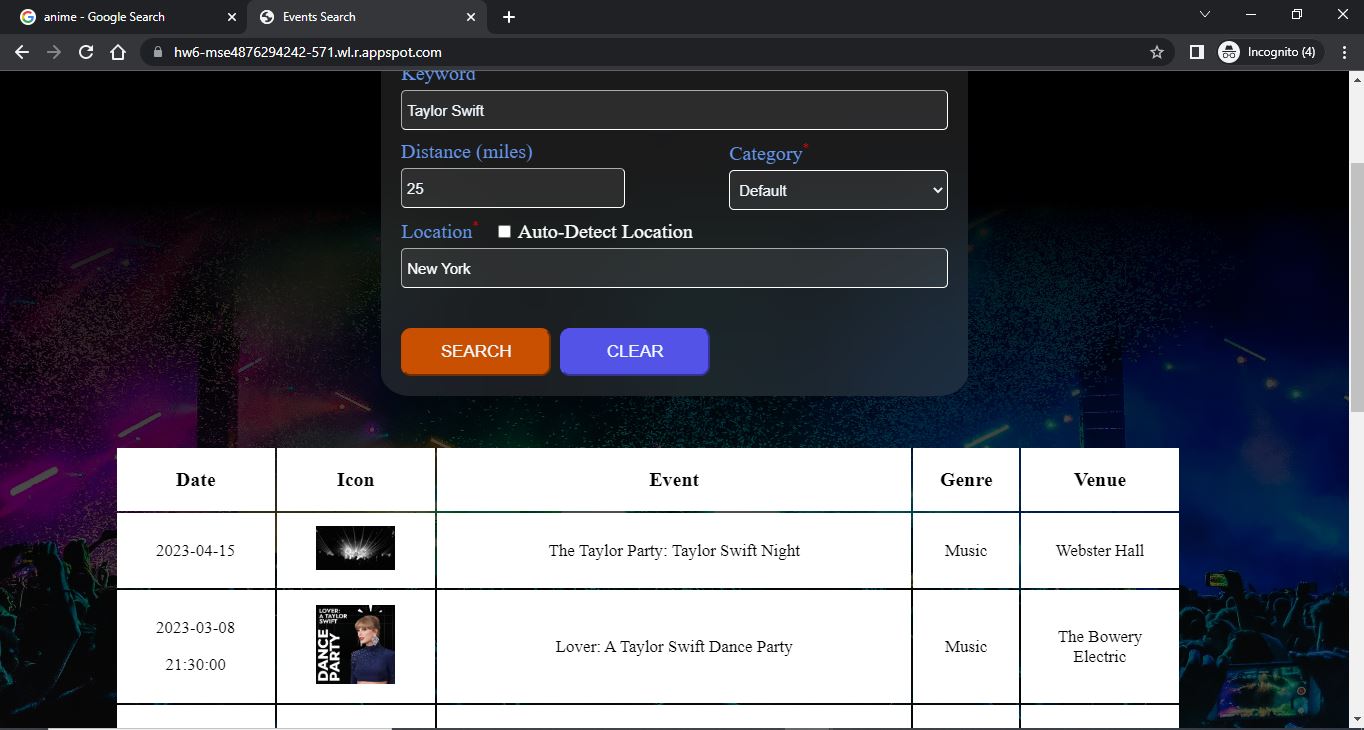 anime - Google Search
Events Search
hw6-mse4876294242-571.wl.r.appspot.com
Incognito (4)
Keyword
Taylor Swift
Distance (miles)
Category*
25
Default
Location*
Auto-Detect Location
New York
SEARCH
CLEAR
Date
Icon
Event
Genre
Venue
2023-04-15
The Taylor Party: Taylor Swift Night
Music
Webster Hall
2023-03-08
21:30:00
LOVER:
A TAYLOR
SWIFT
DANCE
PARTY
Lover: A Taylor Swift Dance Party
Music
The Bowery
Electric